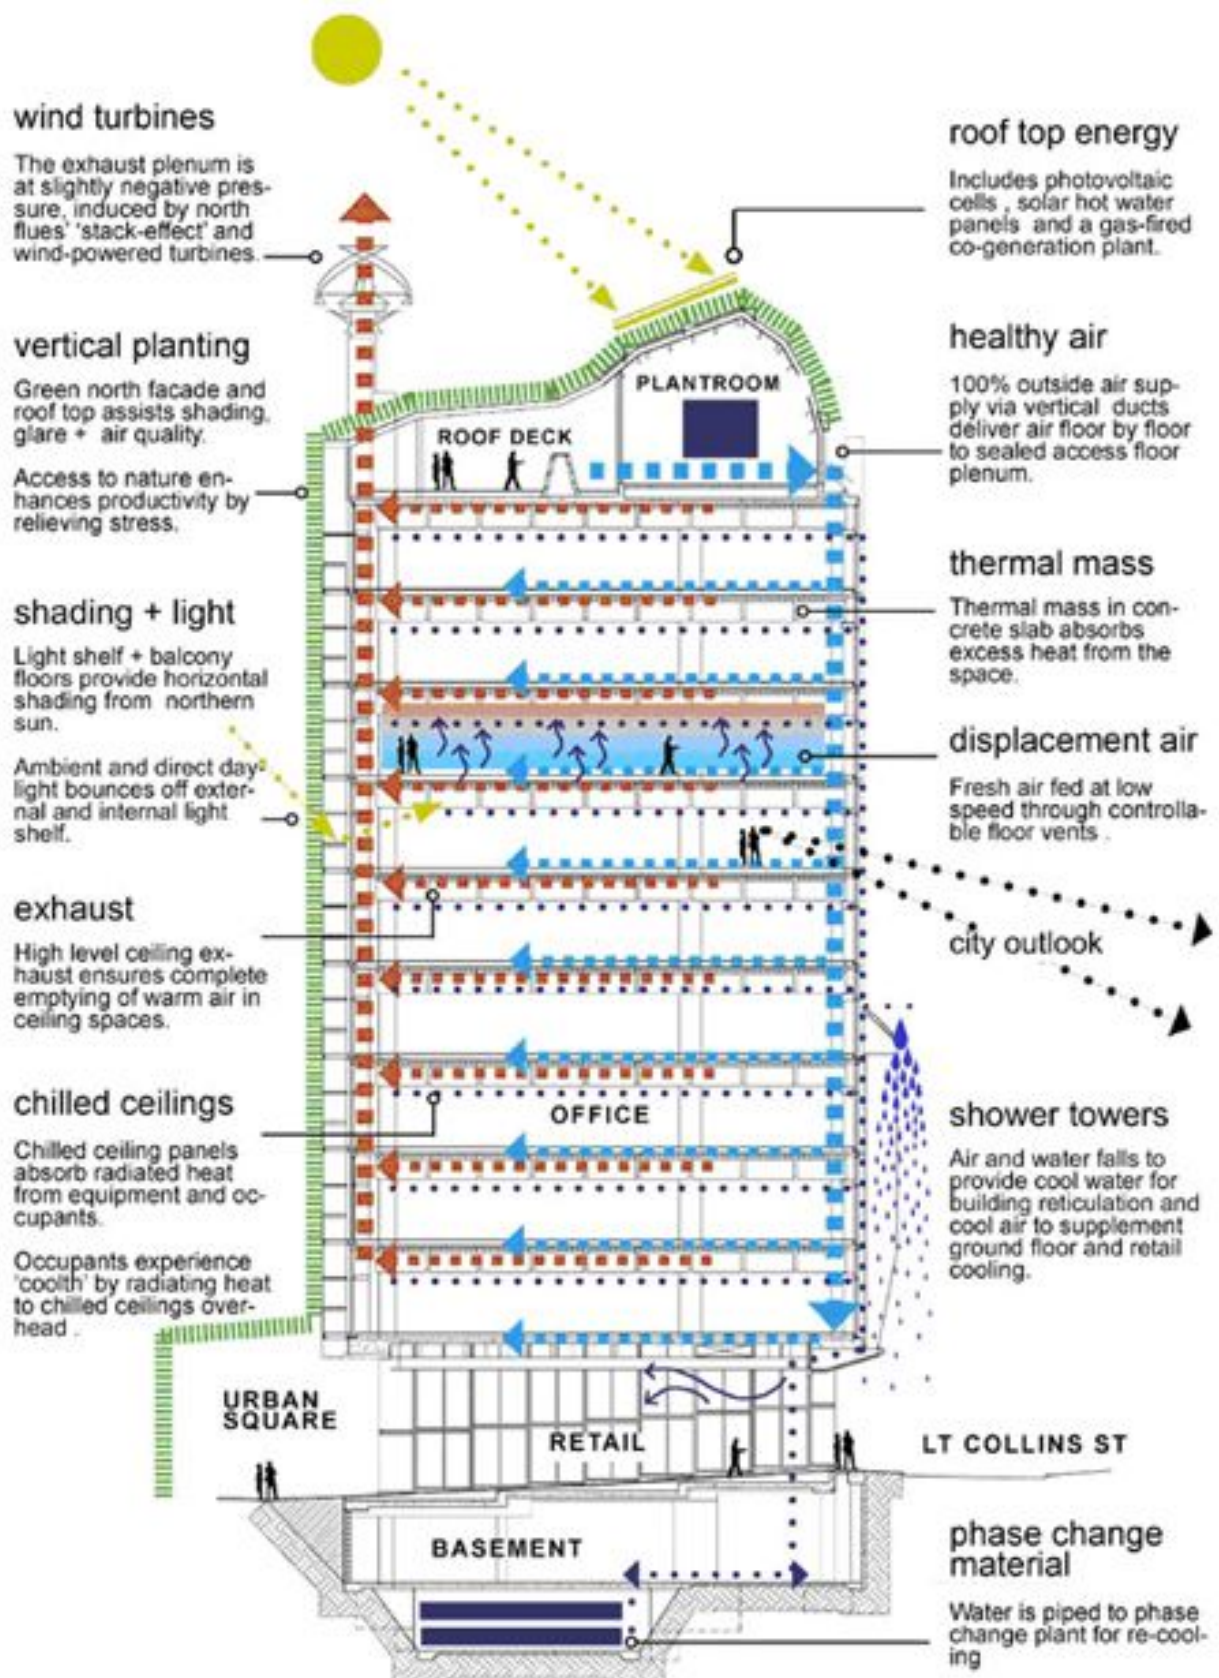 wind turbines
The exhaust plenum is
at slightly negative pres-
sure, induced by north
flues' 'stack-effect' and
wind-powered turbines.
vertical planting
Green north facade and
roof top assists shading,
glare + air quality.
Access to nature en-
hances productivity by
relieving stress.
shading + light
Light shelf + balcony
floors provide horizontal
shading from northern
sun.
Ambient and direct day-
light bounces off exter-
nal and internal light
shelf.
exhaust
High level ceiling ex-
haust ensures complete
emptying of warm air in
ceiling spaces.
chilled ceilings
Chilled ceiling panels
absorb radiated heat
from equipment and oc-
cupants.
Occupants experience
'coolth' by radiating heat
to chilled ceilings over-
head .
PLANTROOM
ROOF DECK
OFFICE
URBAN
SQUARE
RETAIL
LT COLLINS ST
BASEMENT
roof top energy
Includes photovoltaic
cells , solar hot water
panels and a gas-fired
co-generation plant.
healthy air
100% outside air sup-
ply via vertical ducts
deliver air floor by floor
to sealed access floor
plenum.
thermal mass
Thermal mass in con-
crete slab absorbs
excess heat from the
space.
displacement air
Fresh air fed at low
speed through controlla-
ble floor vents .
city outlook
shower towers
Air and water falls to
provide cool water for
building reticulation and
cool air to supplement
ground floor and retail
cooling.
phase change
material
Water is piped to phase
change plant for re-cool-
ing